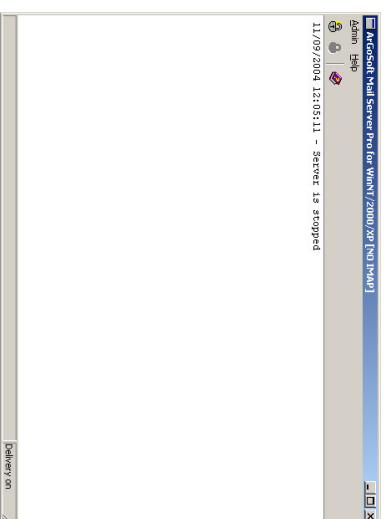 ArGoSoft Mail Server Pro for WinNT/2000/XP [NO IMAP]
Admin Help
11/09/2004 12:05:11 - Server is stopped
Delivery on